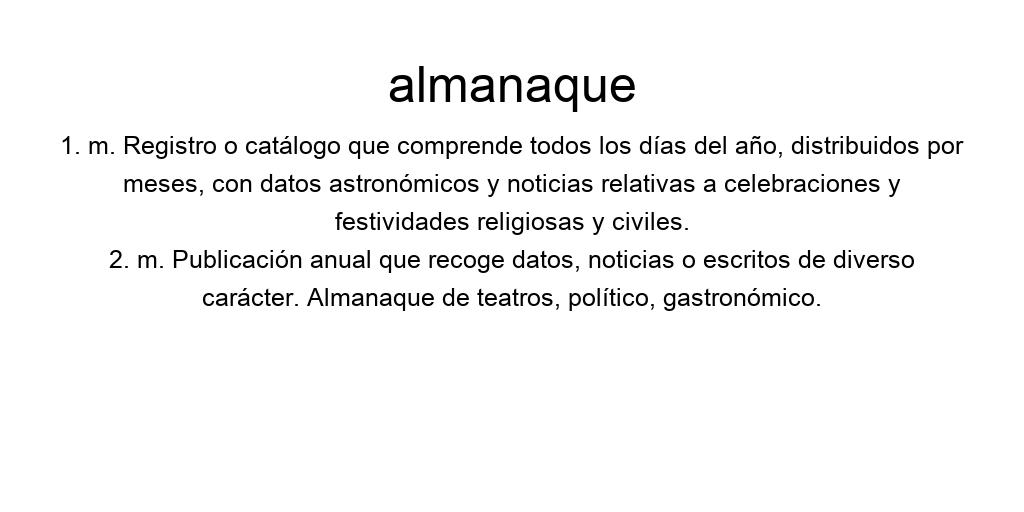 almanaque
1. m. Registro o catálogo que comprende todos los días del año, distribuidos por
meses, con datos astronómicos y noticias relativas a celebraciones y
festividades religiosas y civiles.
2. m. Publicación anual que recoge datos, noticias o escritos de diverso
carácter. Almanaque de teatros, político, gastronómico.